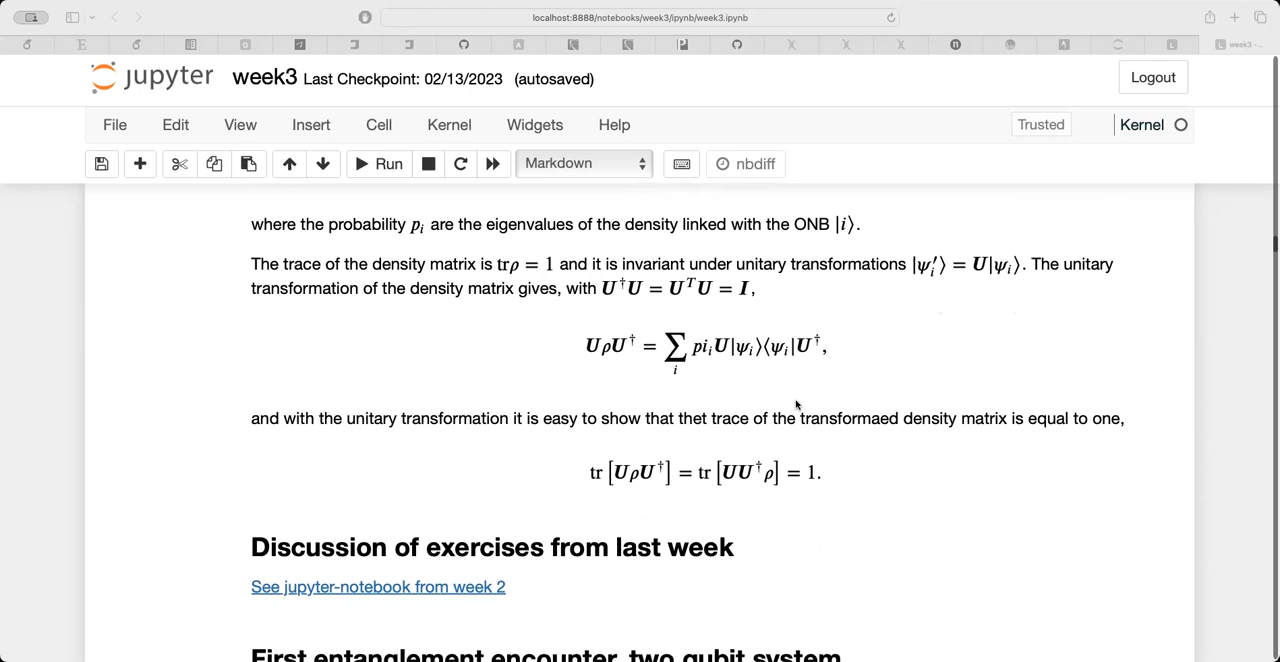 localhost:8888/notebooks/week3/ipynb/week3.ipynb
week3 -...
jupyter week3 Last Checkpoint: 02/13/2023 (autosaved) Logout
File Edit View Insert Cell Kernel Widgets Help Trusted Kernel
Run Markdown nbdiff
where the probability pᵢ are the eigenvalues of the density linked with the ONB |i⟩.
The trace of the density matrix is trρ = 1 and it is invariant under unitary transformations |ψᵢ′⟩ = U|ψᵢ⟩. The unitary
transformation of the density matrix gives, with U†U = UᵀU = I,
UρU† = ∑ᵢ piᵢU|ψᵢ⟩⟨ψᵢ|U†,
and with the unitary transformation it is easy to show that thet trace of the transformaed density matrix is equal to one,
tr [UρU†] = tr [UU†ρ] = 1.
Discussion of exercises from last week
See jupyter-notebook from week 2
First entanglement encounter, two qubit system